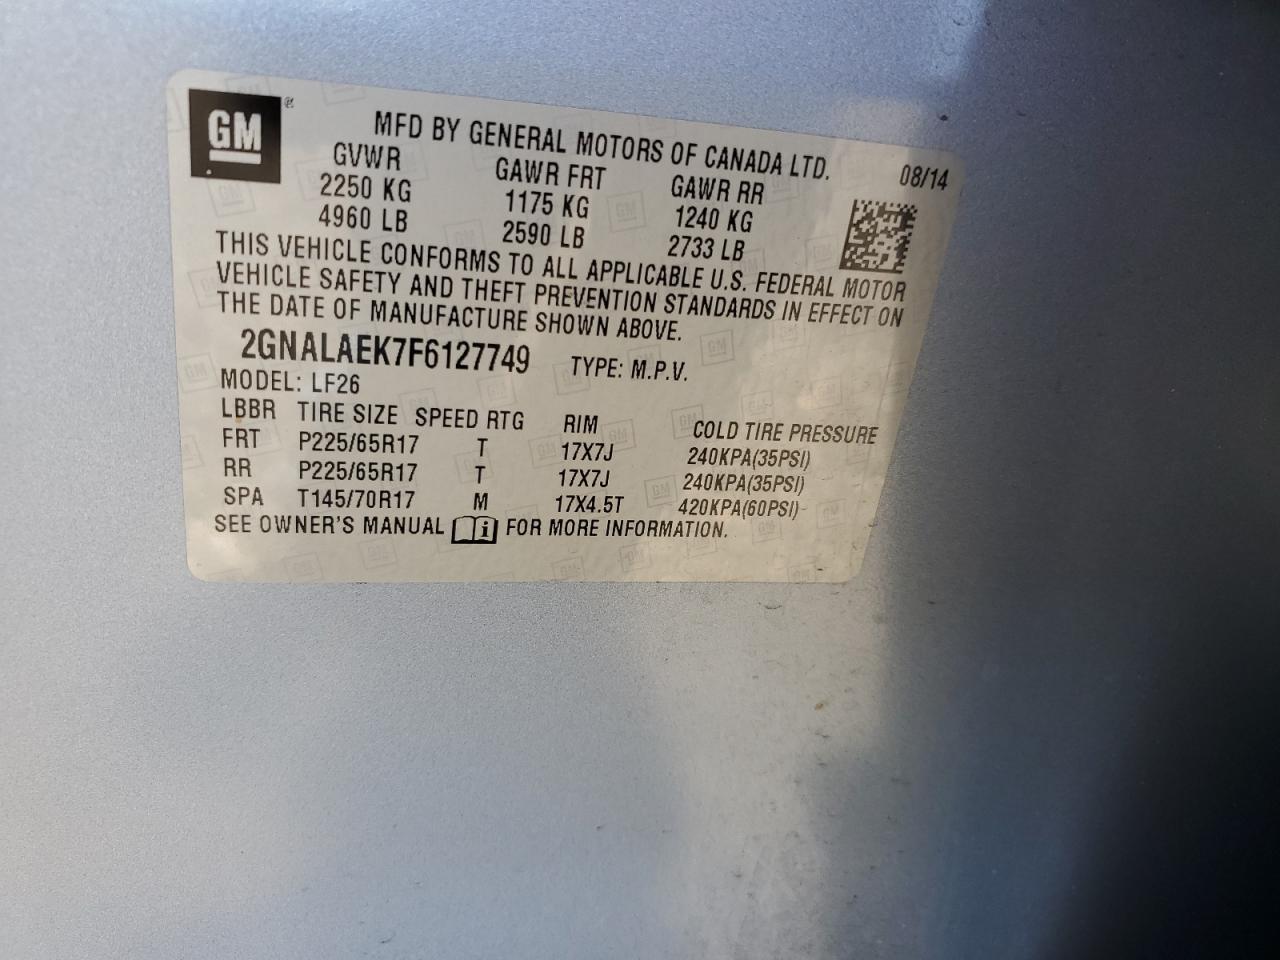 GM ®
MFD BY GENERAL MOTORS OF CANADA LTD. 08/14
GVWR GAWR FRT GAWR RR
2250 KG 1175 KG 1240 KG
4960 LB 2590 LB 2733 LB
THIS VEHICLE CONFORMS TO ALL APPLICABLE U.S. FEDERAL MOTOR
VEHICLE SAFETY AND THEFT PREVENTION STANDARDS IN EFFECT ON
THE DATE OF MANUFACTURE SHOWN ABOVE.
2GNALAEK7F6127749 TYPE: M.P.V.
MODEL: LF26
LBBR TIRE SIZE SPEED RTG RIM COLD TIRE PRESSURE
FRT P225/65R17 T 17X7J 240KPA(35PSI)
RR P225/65R17 T 17X7J 240KPA(35PSI)
SPA T145/70R17 M 17X4.5T 420KPA(60PSI)
SEE OWNER'S MANUAL i FOR MORE INFORMATION.